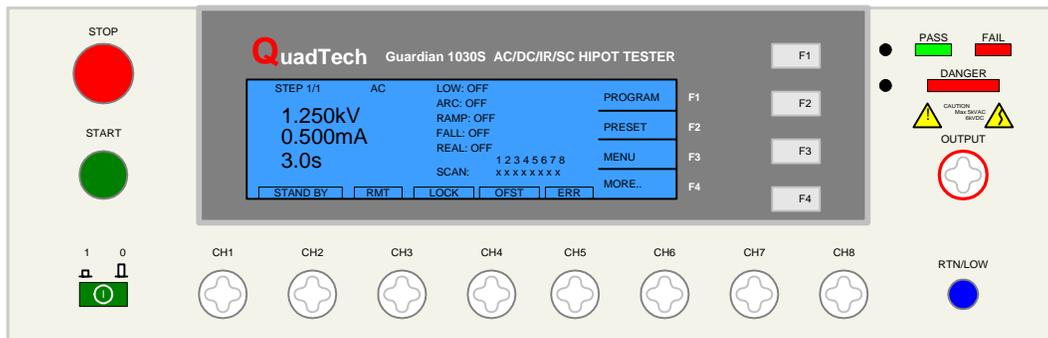 STOP
START
1 0
QuadTech Guardian 1030S AC/DC/IR/SC HIPOT TESTER
STEP 1/1 AC
1.250kV
0.500mA
3.0s
LOW: OFF
ARC: OFF
RAMP: OFF
FALL: OFF
REAL: OFF
1 2 3 4 5 6 7 8
SCAN: x x x x x x x x
STAND BY RMT LOCK OFST ERR
PROGRAM F1
PRESET F2
MENU F3
MORE.. F4
F1
F2
F3
F4
PASS FAIL
DANGER
CAUTION
Max 5kVAC
6kVDC
OUTPUT
CH1 CH2 CH3 CH4 CH5 CH6 CH7 CH8
RTN/LOW